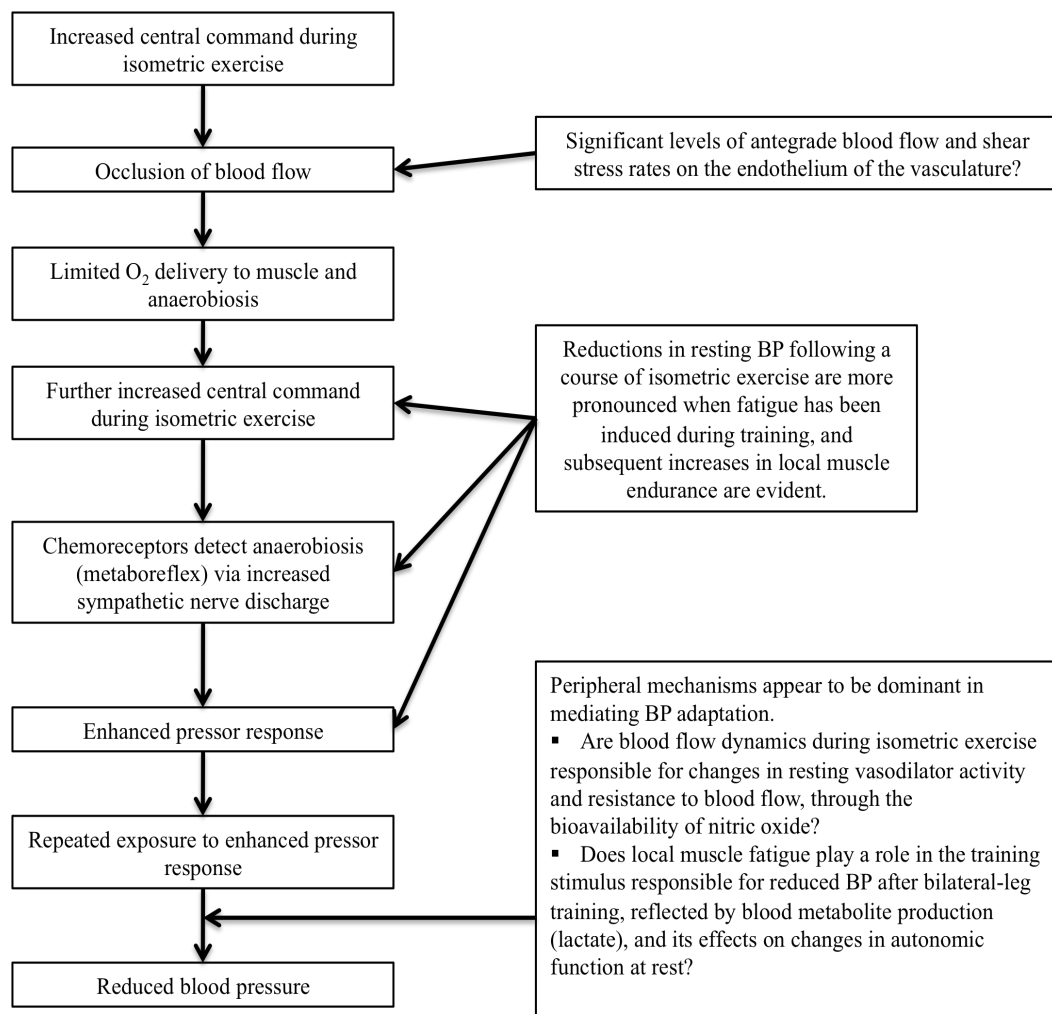 Increased central command during
isometric exercise
Occlusion of blood flow
Significant levels of antegrade blood flow and shear
stress rates on the endothelium of the vasculature?
Limited O₂ delivery to muscle and
anaerobiosis
Further increased central command
during isometric exercise
Reductions in resting BP following a
course of isometric exercise are more
pronounced when fatigue has been
induced during training, and
subsequent increases in local muscle
endurance are evident.
Chemoreceptors detect anaerobiosis
(metaboreflex) via increased
sympathetic nerve discharge
Enhanced pressor response
Repeated exposure to enhanced pressor
response
Reduced blood pressure
Peripheral mechanisms appear to be dominant in
mediating BP adaptation.
▪ Are blood flow dynamics during isometric exercise
responsible for changes in resting vasodilator activity
and resistance to blood flow, through the
bioavailability of nitric oxide?
▪ Does local muscle fatigue play a role in the training
stimulus responsible for reduced BP after bilateral-leg
training, reflected by blood metabolite production
(lactate), and its effects on changes in autonomic
function at rest?